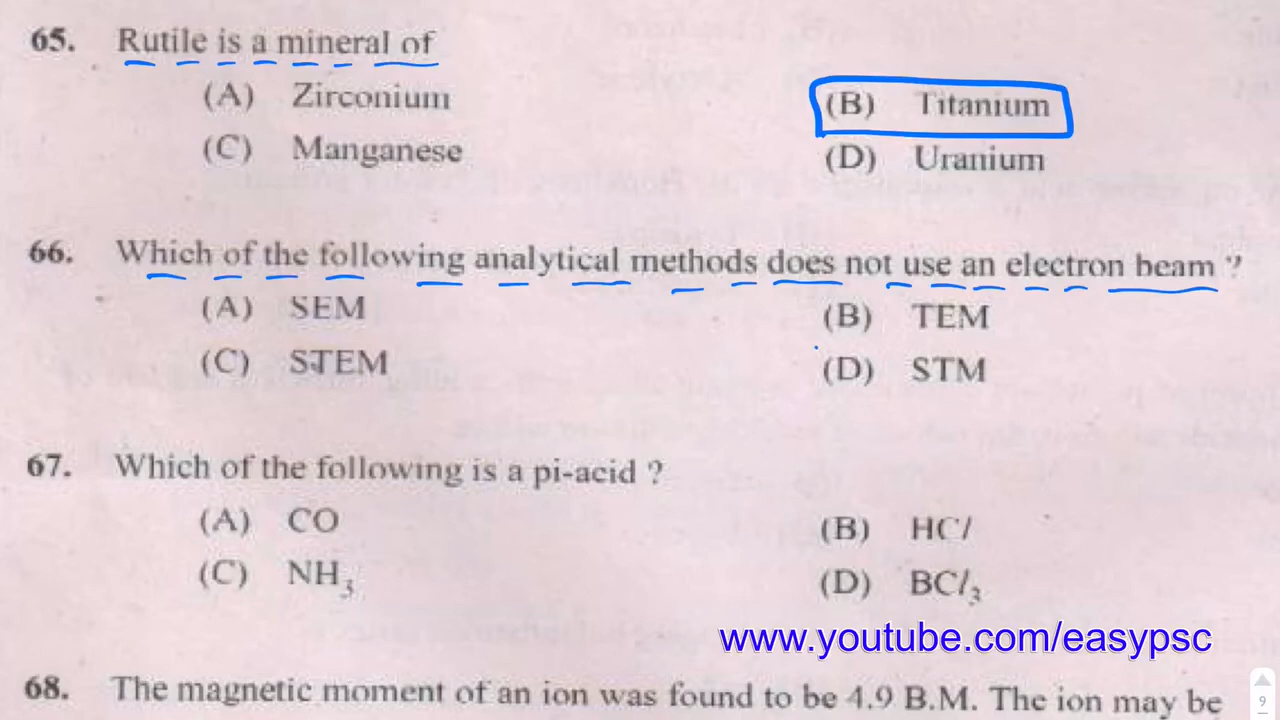 65. Rutile is a mineral of
(A) Zirconium (B) Titanium
(C) Manganese (D) Uranium
66. Which of the following analytical methods does not use an electron beam ?
(A) SEM (B) TEM
(C) STEM (D) STM
67. Which of the following is a pi-acid ?
(A) CO (B) HCl
(C) NH₃ (D) BCl₃
www.youtube.com/easypsc
68. The magnetic moment of an ion was found to be 4.9 B.M. The ion may be
9